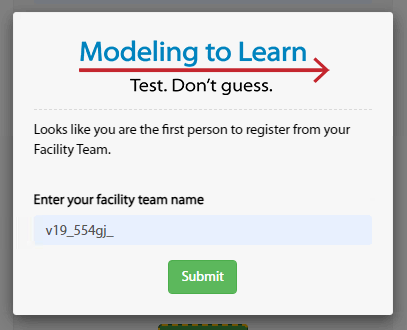 Modeling to Learn
Test. Don't guess.
Looks like you are the first person to register from your
Facility Team.
Enter your facility team name
v19_554gj_
Submit